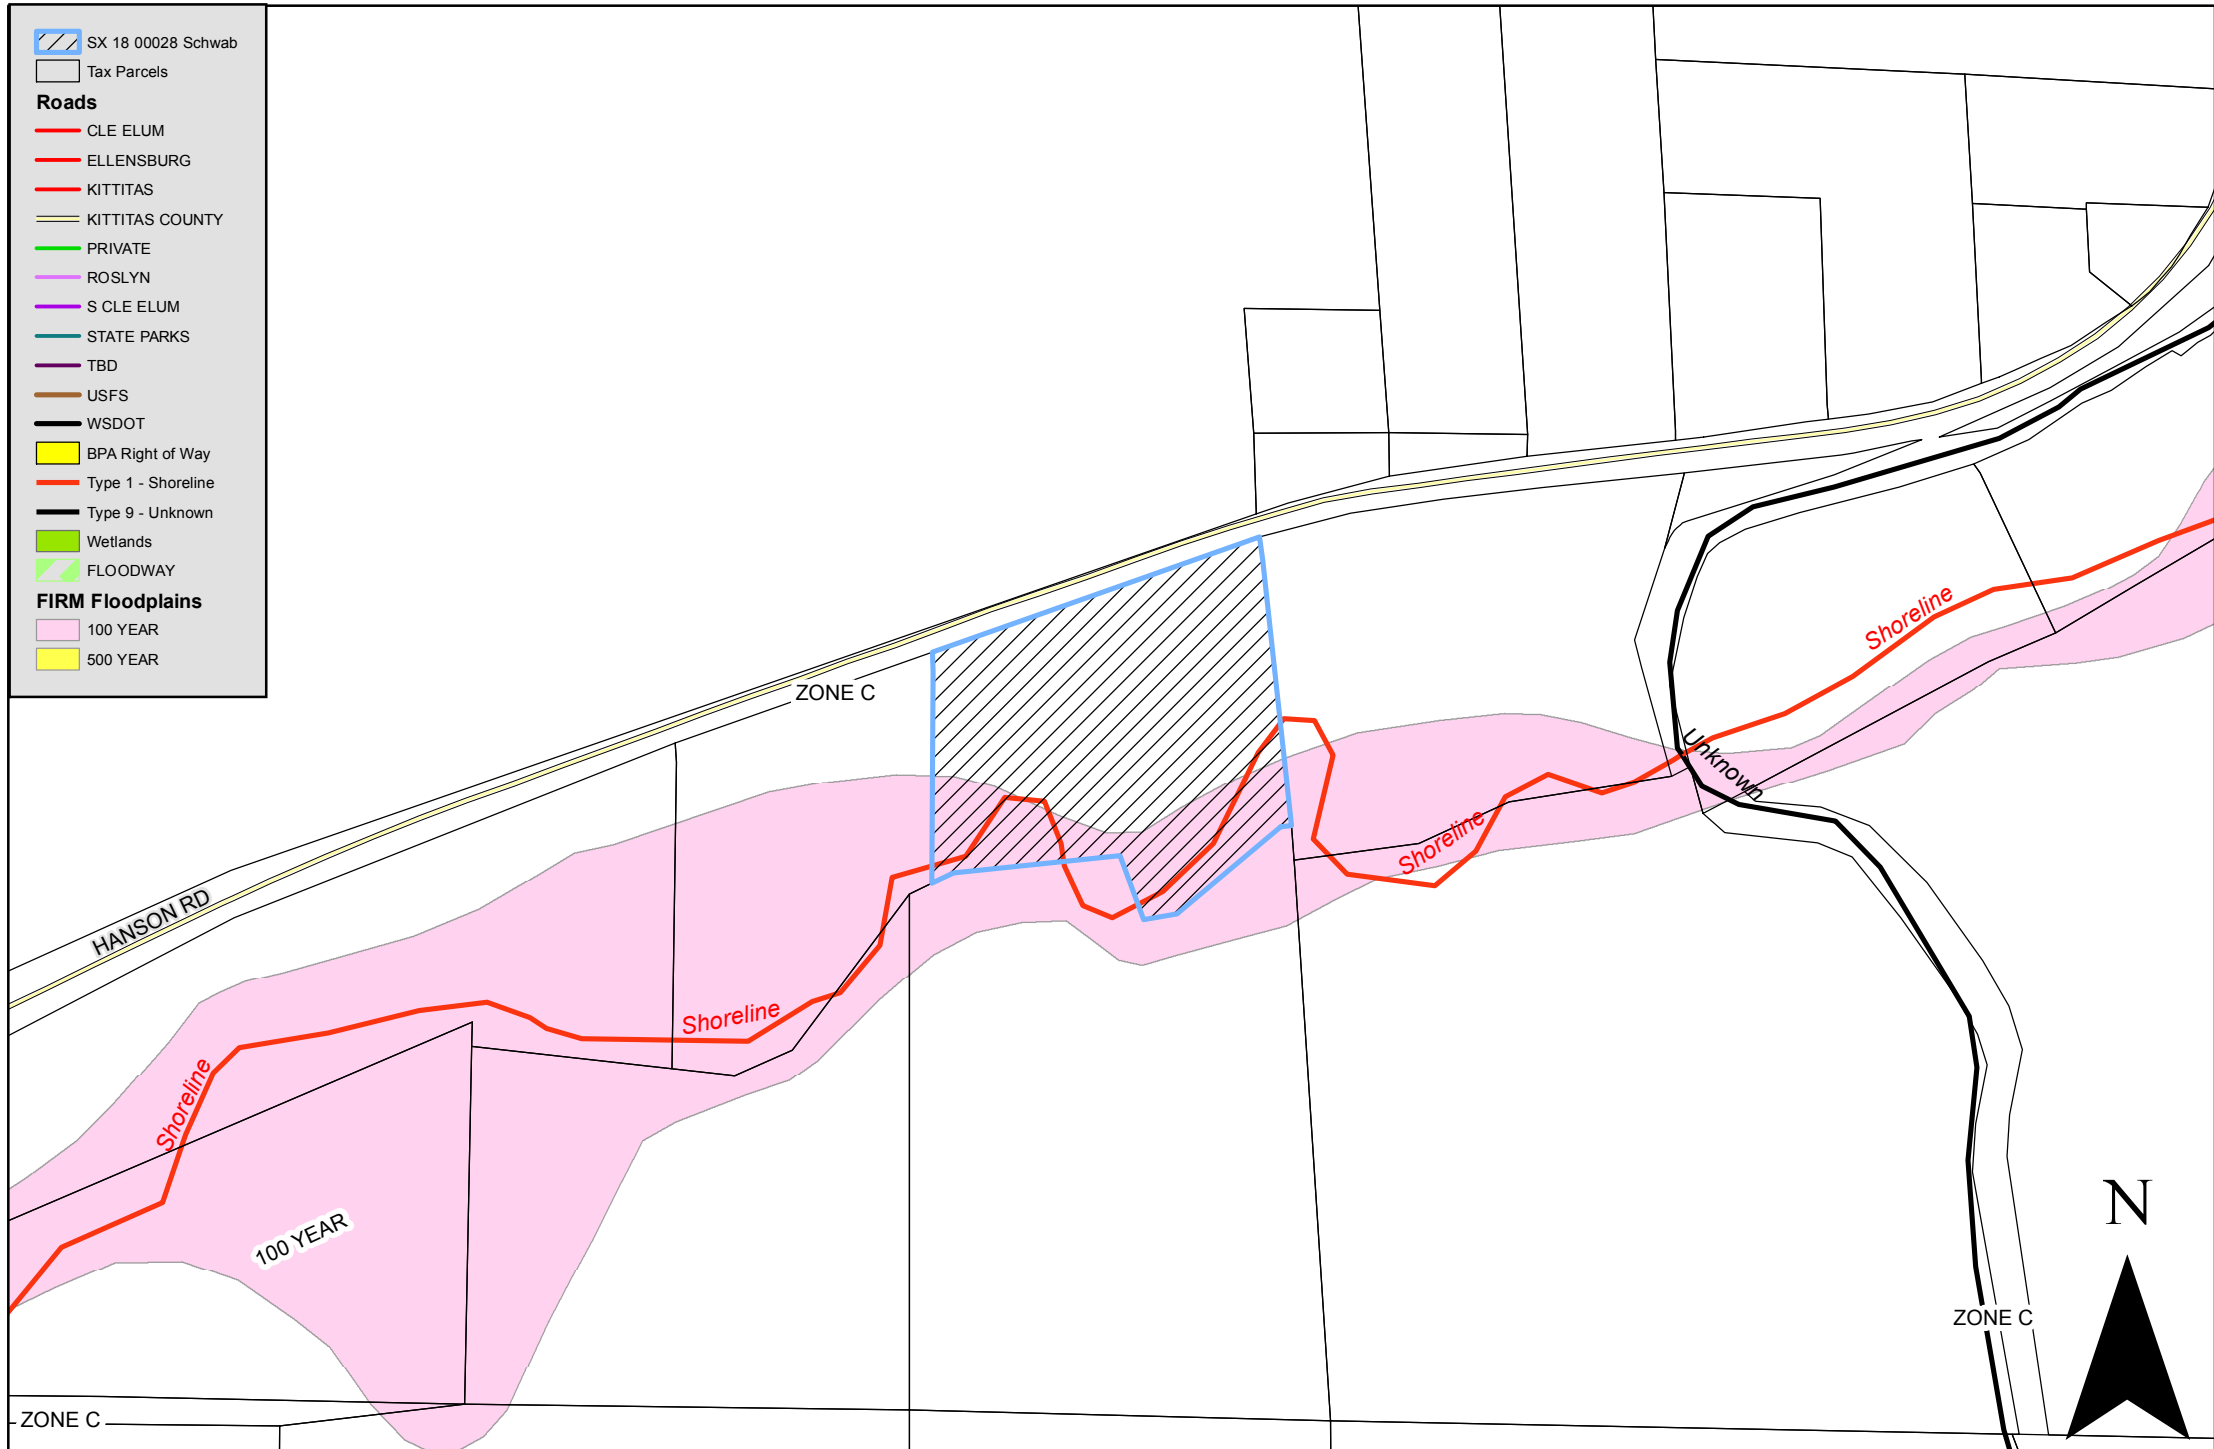 SX 18 00028 Schwab
Tax Parcels
Roads
CLE ELUM
ELLENSBURG
KITTITAS
KITTITAS COUNTY
PRIVATE
ROSLYN
S CLE ELUM
STATE PARKS
TBD
USFS
WSDOT
BPA Right of Way
Type 1 - Shoreline
Type 9 - Unknown
Wetlands
FLOODWAY
FIRM Floodplains
100 YEAR
500 YEAR
Shoreline
ZONE C
Unknown
Shoreline
HANSON RD
Shoreline
Shoreline
100 YEAR
N
ZONE C
ZONE C